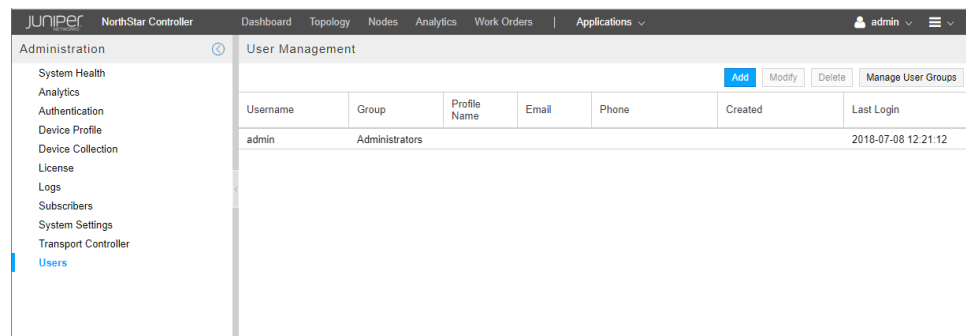 JUNIPER NETWORKS NorthStar Controller Dashboard Topology Nodes Analytics Work Orders | Applications admin
Administration
System Health
Analytics
Authentication
Device Profile
Device Collection
License
Logs
Subscribers
System Settings
Transport Controller
Users
User Management
Add Modify Delete Manage User Groups
Username Group Profile Name Email Phone Created Last Login
admin Administrators 2018-07-08 12:21:12